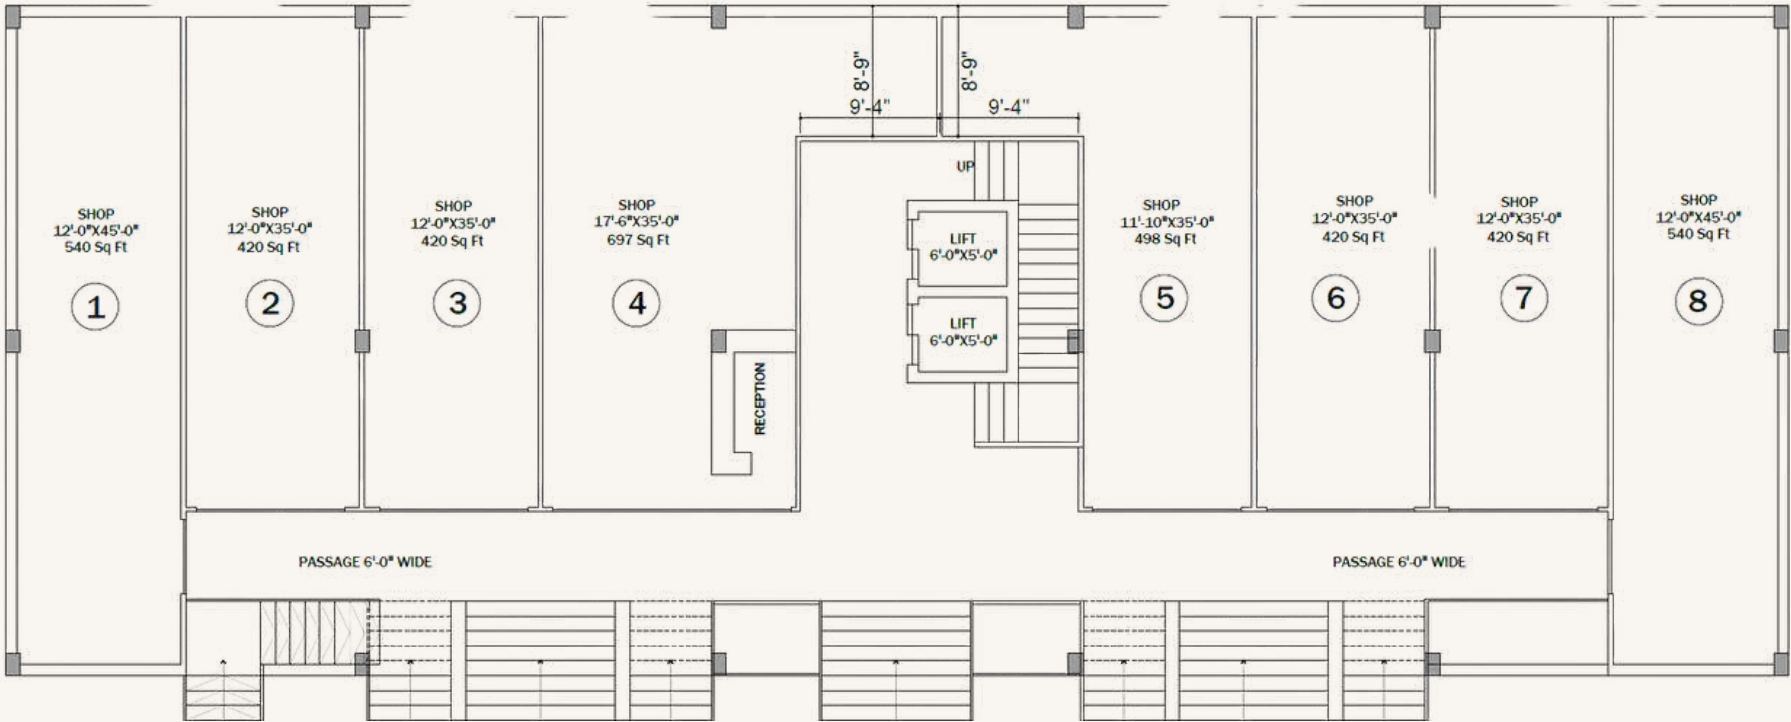 8'-9"
8'-9"
9'-4"
9'-4"
UP
SHOP
12'-0"X45'-0"
540 Sq Ft
1
SHOP
12'-0"X35'-0"
420 Sq Ft
2
SHOP
12'-0"X35'-0"
420 Sq Ft
3
SHOP
17'-6"X35'-0"
697 Sq Ft
4
LIFT
6'-0"X5'-0"
LIFT
6'-0"X5'-0"
RECEPTION
SHOP
11'-10"X35'-0"
498 Sq Ft
5
SHOP
12'-0"X35'-0"
420 Sq Ft
6
SHOP
12'-0"X35'-0"
420 Sq Ft
7
SHOP
12'-0"X45'-0"
540 Sq Ft
8
PASSAGE 6'-0" WIDE
PASSAGE 6'-0" WIDE